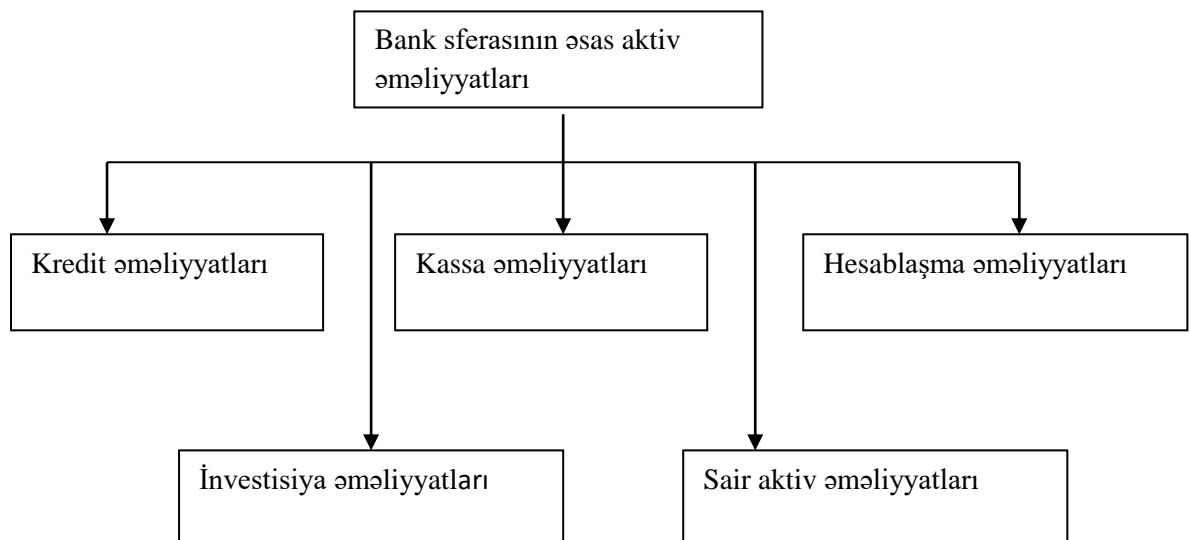 Bank sferasının əsas aktiv
əməliyyatları
Kredit əməliyyatları
Kassa əməliyyatları
Hesablaşma əməliyyatları
İnvestisiya əməliyyatları
Sair aktiv əməliyyatları